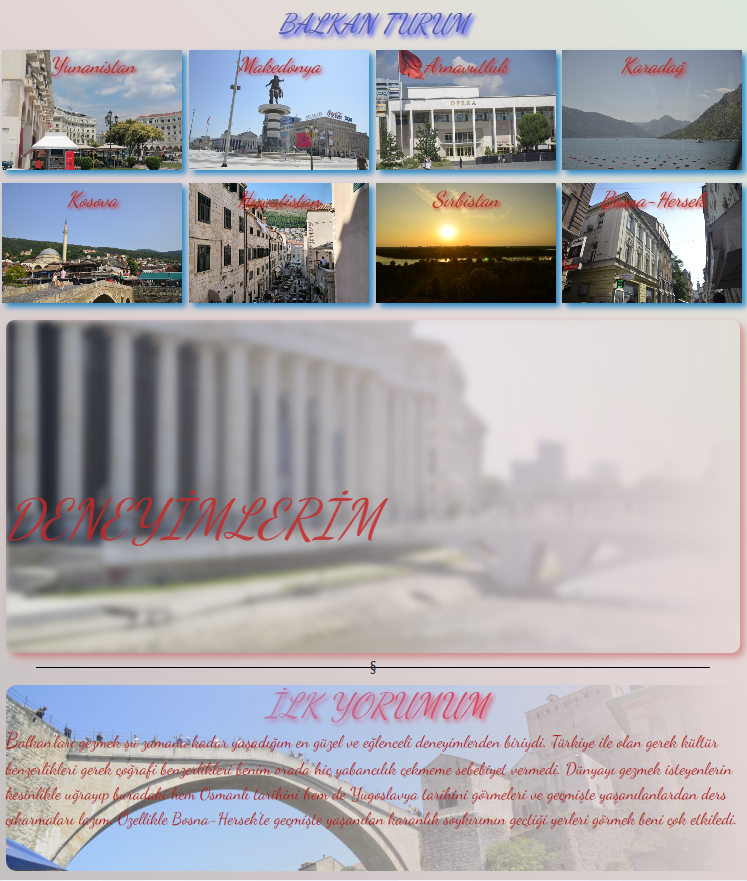 BALKAN TURUM
Yunanistan
Makedonya
Arnavutluk
Karadağ
OPERA
Kosova
Hırvatistan
Sırbistan
Bosna-Hersek
DENEYİMLERİM
§
İLK YORUMUM
Balkanları gezmek şu zamana kadar yaşadığım en güzel ve eğlenceli deneyimlerden biriydi. Türkiye ile olan gerek kültür
benzerlikleri gerek coğrafi benzerlikleri benim orada hiç yabancılık çekmeme sebebiyet vermedi. Dünyayı gezmek isteyenlerin
kesinlikle uğrayıp buradaki hem Osmanlı tarihini hem de Yugoslavya tarihini görmeleri ve geçmişte yaşanılanlardan ders
çıkarmaları lazım. Özellikle Bosna-Hersek'te geçmişte yaşanılan karanlık soykırımın geçtiği yerleri görmek beni çok etkiledi.